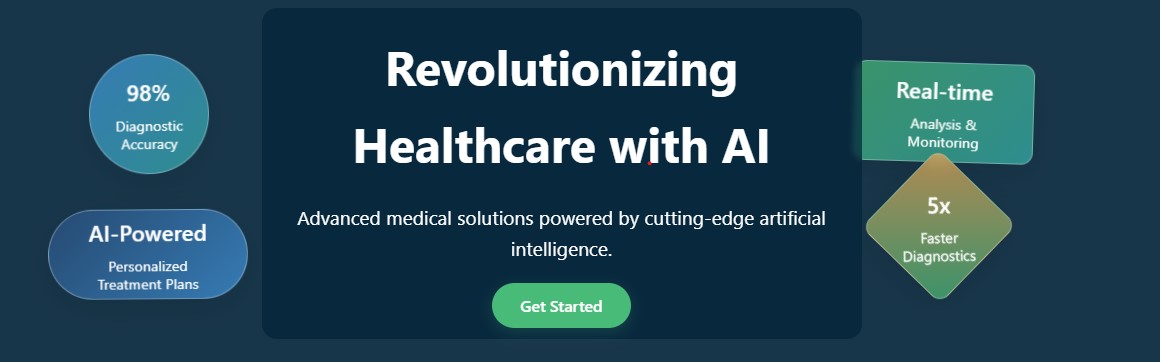 98%
Diagnostic
Accuracy
AI-Powered
Personalized
Treatment Plans
Revolutionizing
Healthcare with AI
Advanced medical solutions powered by cutting-edge artificial
intelligence.
Get Started
Real-time
Analysis &
Monitoring
5x
Faster
Diagnostics